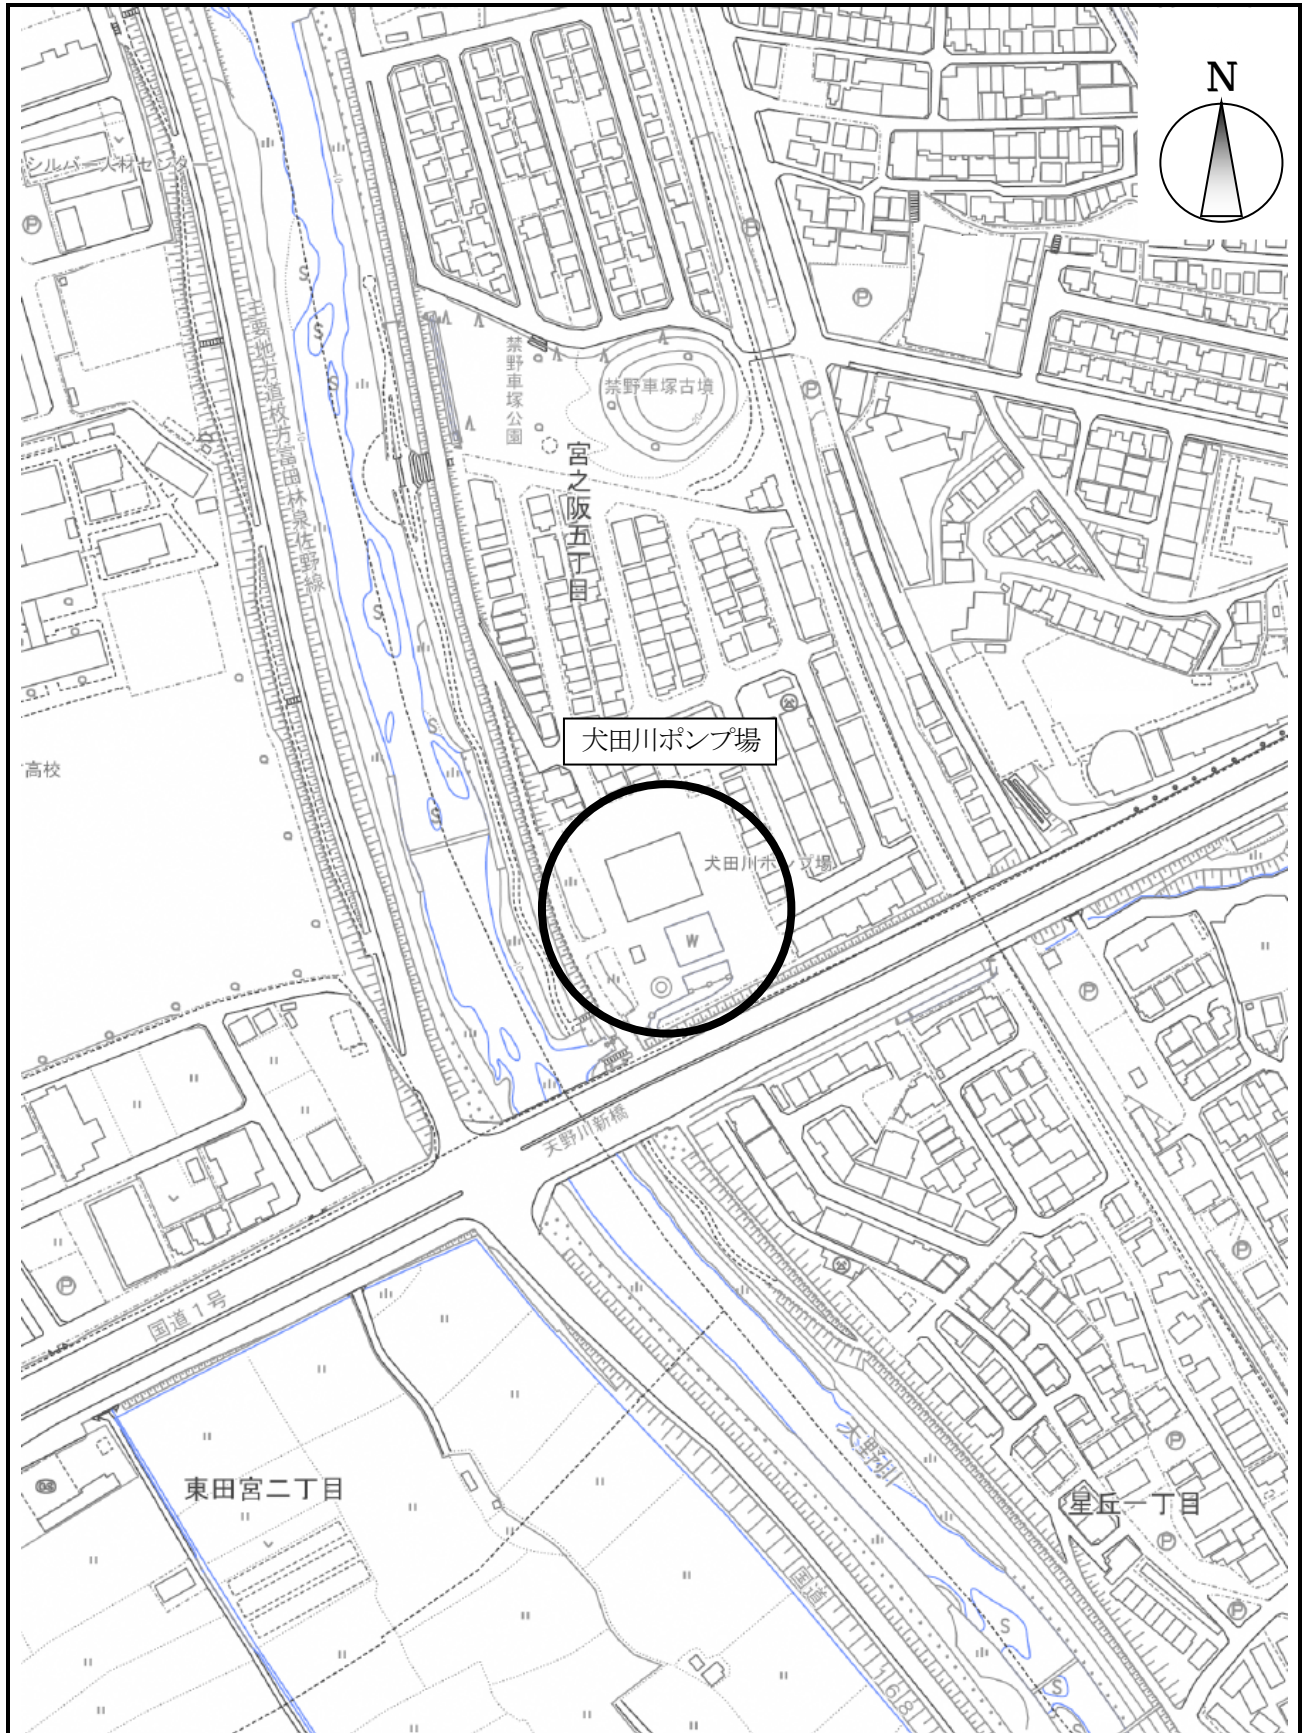 N
シルバー人材センター
主要地方道枚方富田林泉佐野線
禁野車塚公園
禁野車塚古墳
宮之阪五丁目
犬田川ポンプ場
高校
犬田川ポンプ場
W
天野川新橋
国道1号
東田宮二丁目
天野川
星丘一丁目
国道168
S
S
S
S
S
S
S
S
S
P
P
P
P
P
P
P
P
P
P